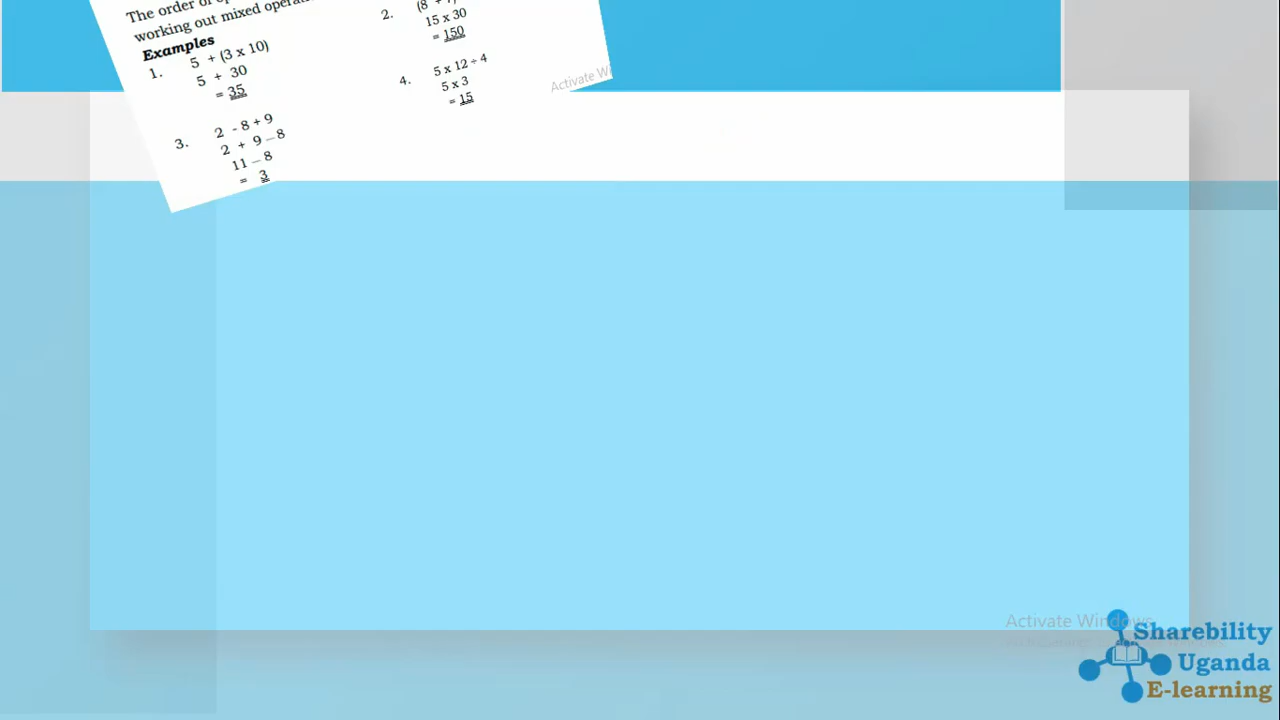 The order of
working out mixed
Examples
1. 5 + (3 x 10)
5 + 30
= 35
2. (8
15 x 30
= 150
3. 2 - 8 + 9
2 + 9 – 8
11 – 8
= 3
4. 5 x 12 ÷ 4
5 x 3
= 15
Activate
Activate Windows
Sharebility
Uganda
E-learning